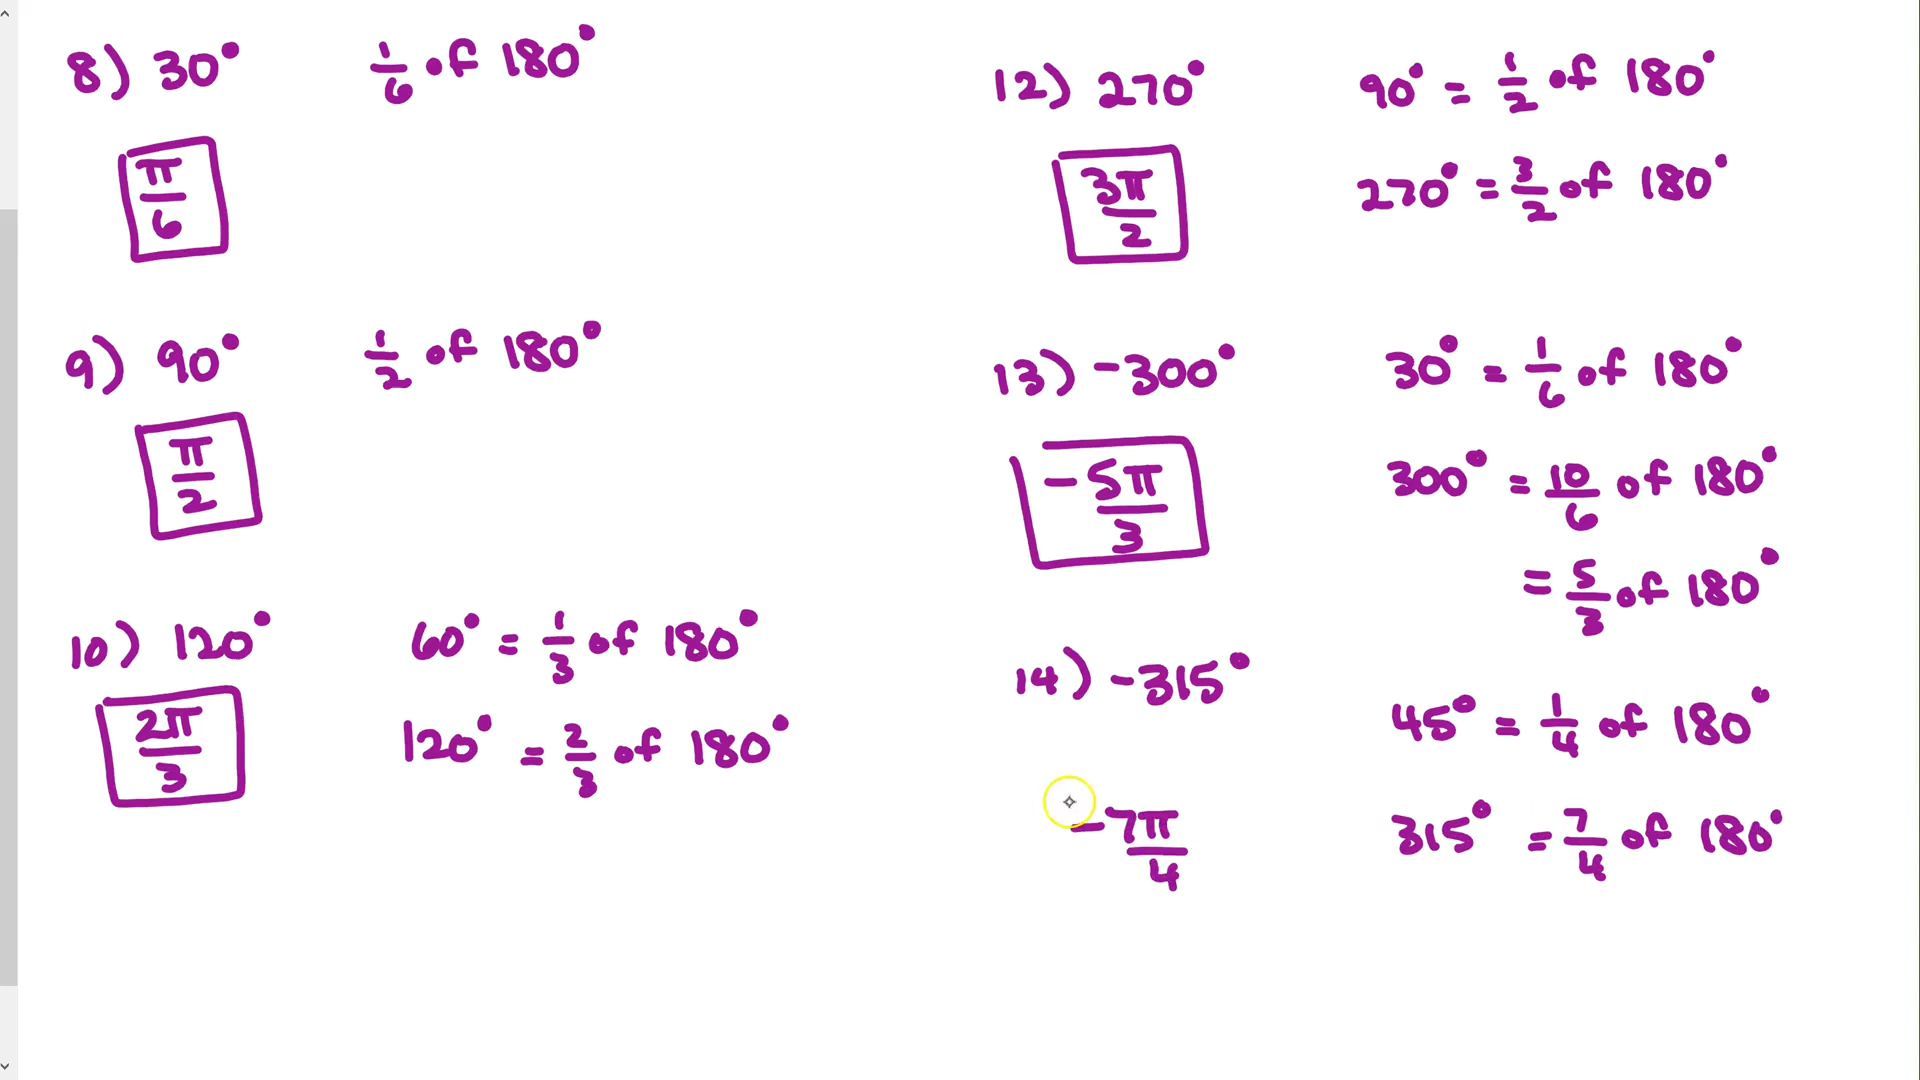 8) 30° 1/6 of 180°
π/6
9) 90° 1/2 of 180°
π/2
10) 120° 60° = 1/3 of 180°
2π/3 120° = 2/3 of 180°
12) 270° 90° = 1/2 of 180°
3π/2 270° = 3/2 of 180°
13) -300° 30° = 1/6 of 180°
-5π/3 300° = 10/6 of 180°
= 5/3 of 180°
14) -315° 45° = 1/4 of 180°
-7π/4 315° = 7/4 of 180°